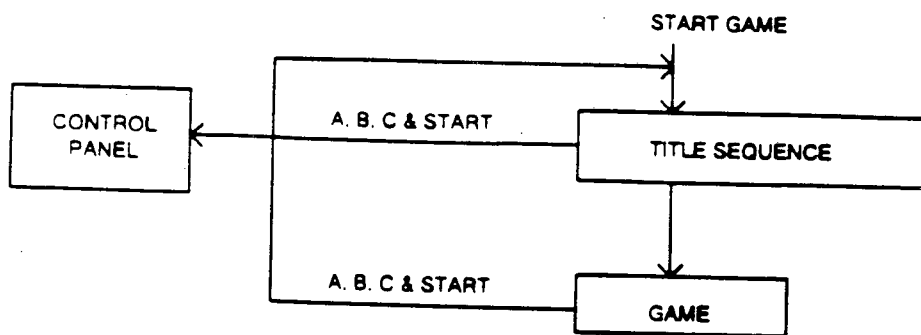 START GAME
CONTROL
PANEL
A. B. C & START
TITLE SEQUENCE
A. B. C & START
GAME